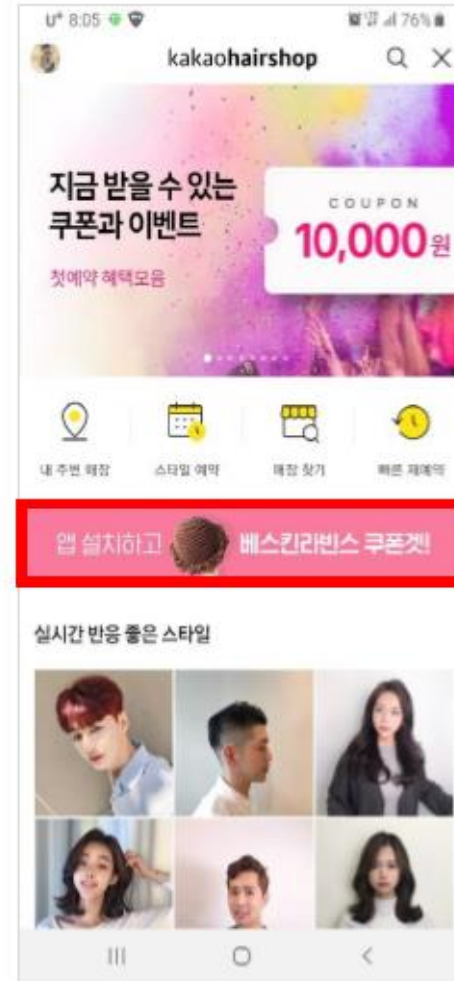 U+ 8:05
76%
kakaohairshop
지금 받을 수 있는
쿠폰과 이벤트
첫예약 혜택모음
COUPON
10,000원
내 주변 매장
스타일 예약
매장 찾기
빠른 재예약
앱 설치하고 베스킨라빈스 쿠폰겟!
실시간 반응 좋은 스타일